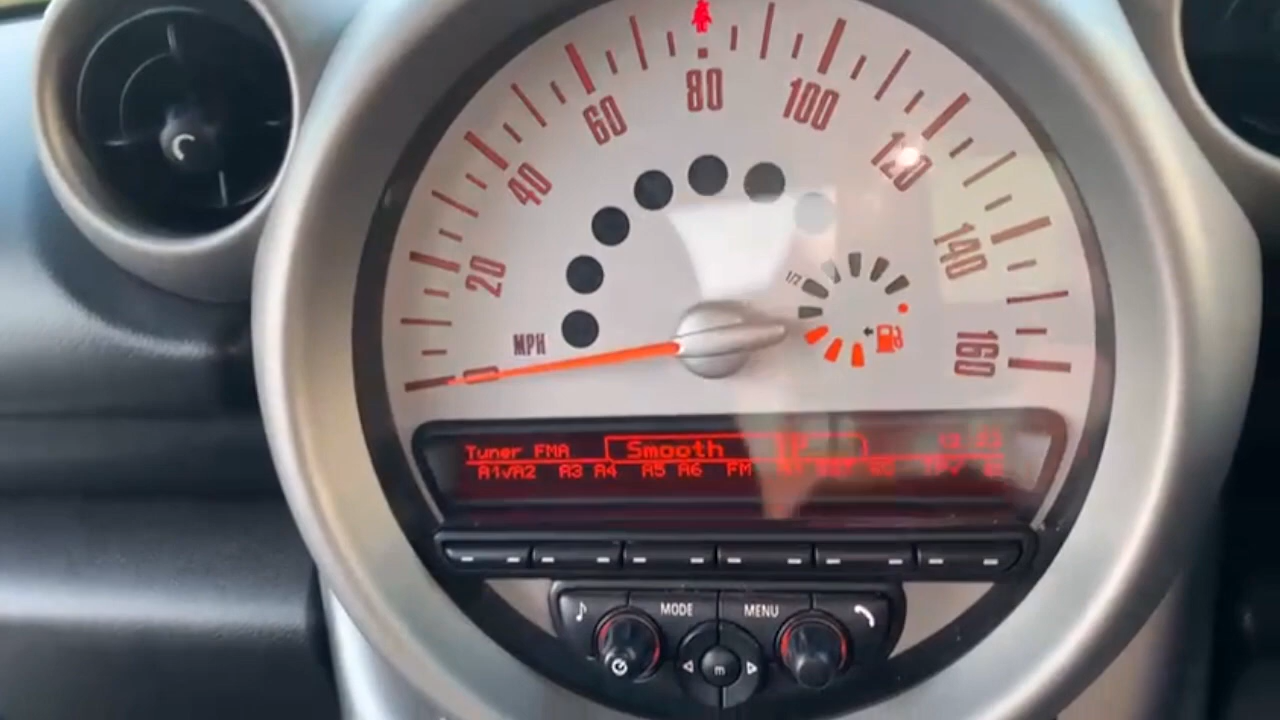 80
60
100
40
120
20
140
1/2
MPH
160
0
Tuner FMA Smooth
A1√A2 A3 A4 A5 A6 FM
MODE MENU
m